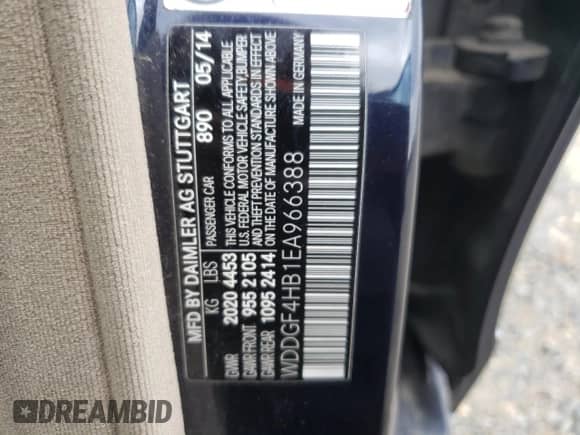 MFD BY DAIMLER AG STUTTGART
PASSENGER CAR 890 05/14
KG LBS
GVWR 2020 4453
GAWR FRONT 955 2105
GAWR REAR 1095 2414
THIS VEHICLE CONFORMS TO ALL APPLICABLE
U.S. FEDERAL MOTOR VEHICLE SAFETY, BUMPER
AND THEFT PREVENTION STANDARDS IN EFFECT
ON THE DATE OF MANUFACTURE SHOWN ABOVE
WDDGF4HB1EA966388
MADE IN GERMANY
DREAMBID